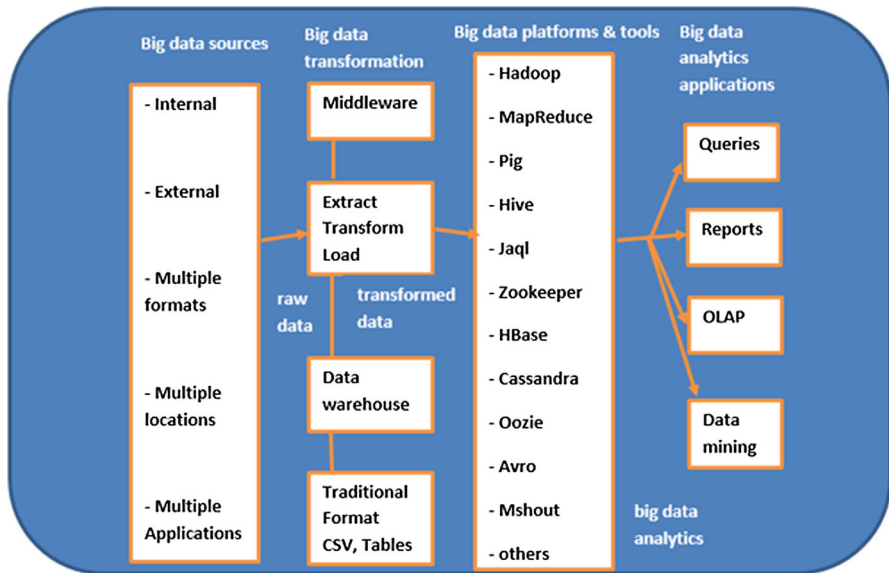 Big data sources
- Internal
- External
- Multiple
formats
- Multiple
locations
- Multiple
Applications
Big data
transformation
Middleware
Extract
Transform
Load
raw
data
transformed
data
Data
warehouse
Traditional
Format
CSV, Tables
Big data platforms & tools
- Hadoop
- MapReduce
- Pig
- Hive
- Jaql
- Zookeeper
- HBase
- Cassandra
- Oozie
- Avro
- Mshout
- others
Big data
analytics
applications
Queries
Reports
OLAP
Data
mining
big data
analytics